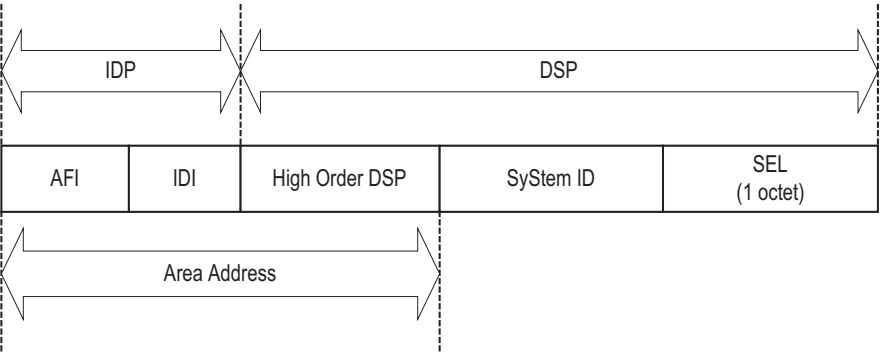 IDP
DSP
AFI
IDI
High Order DSP
SyStem ID
SEL
(1 octet)
Area Address